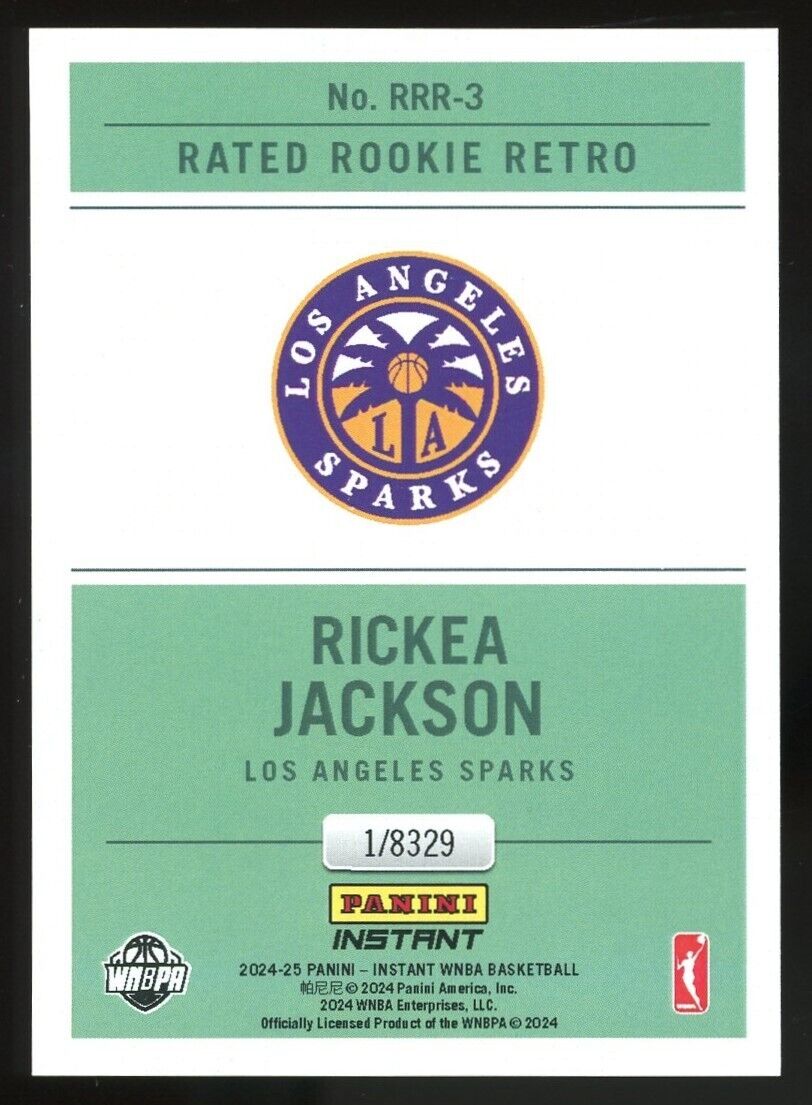 No. RRR-3
RATED ROOKIE RETRO
LOS ANGELES
LA
SPARKS
RICKEA
JACKSON
LOS ANGELES SPARKS
1/8329
PANINI
INSTANT
WNBPA
2024-25 PANINI – INSTANT WNBA BASKETBALL
帕尼尼 © 2024 Panini America, Inc.
2024 WNBA Enterprises, LLC.
Officially Licensed Product of the WNBPA © 2024